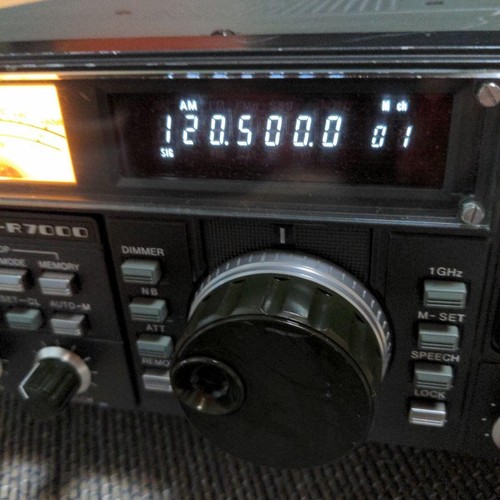 AM
M ch
120.500.0 01
SIG
-R7000
DIMMER
MODE MEMORY
NB
AUTO-M
ATT
1GHz
M-SET
SPEECH
LOCK